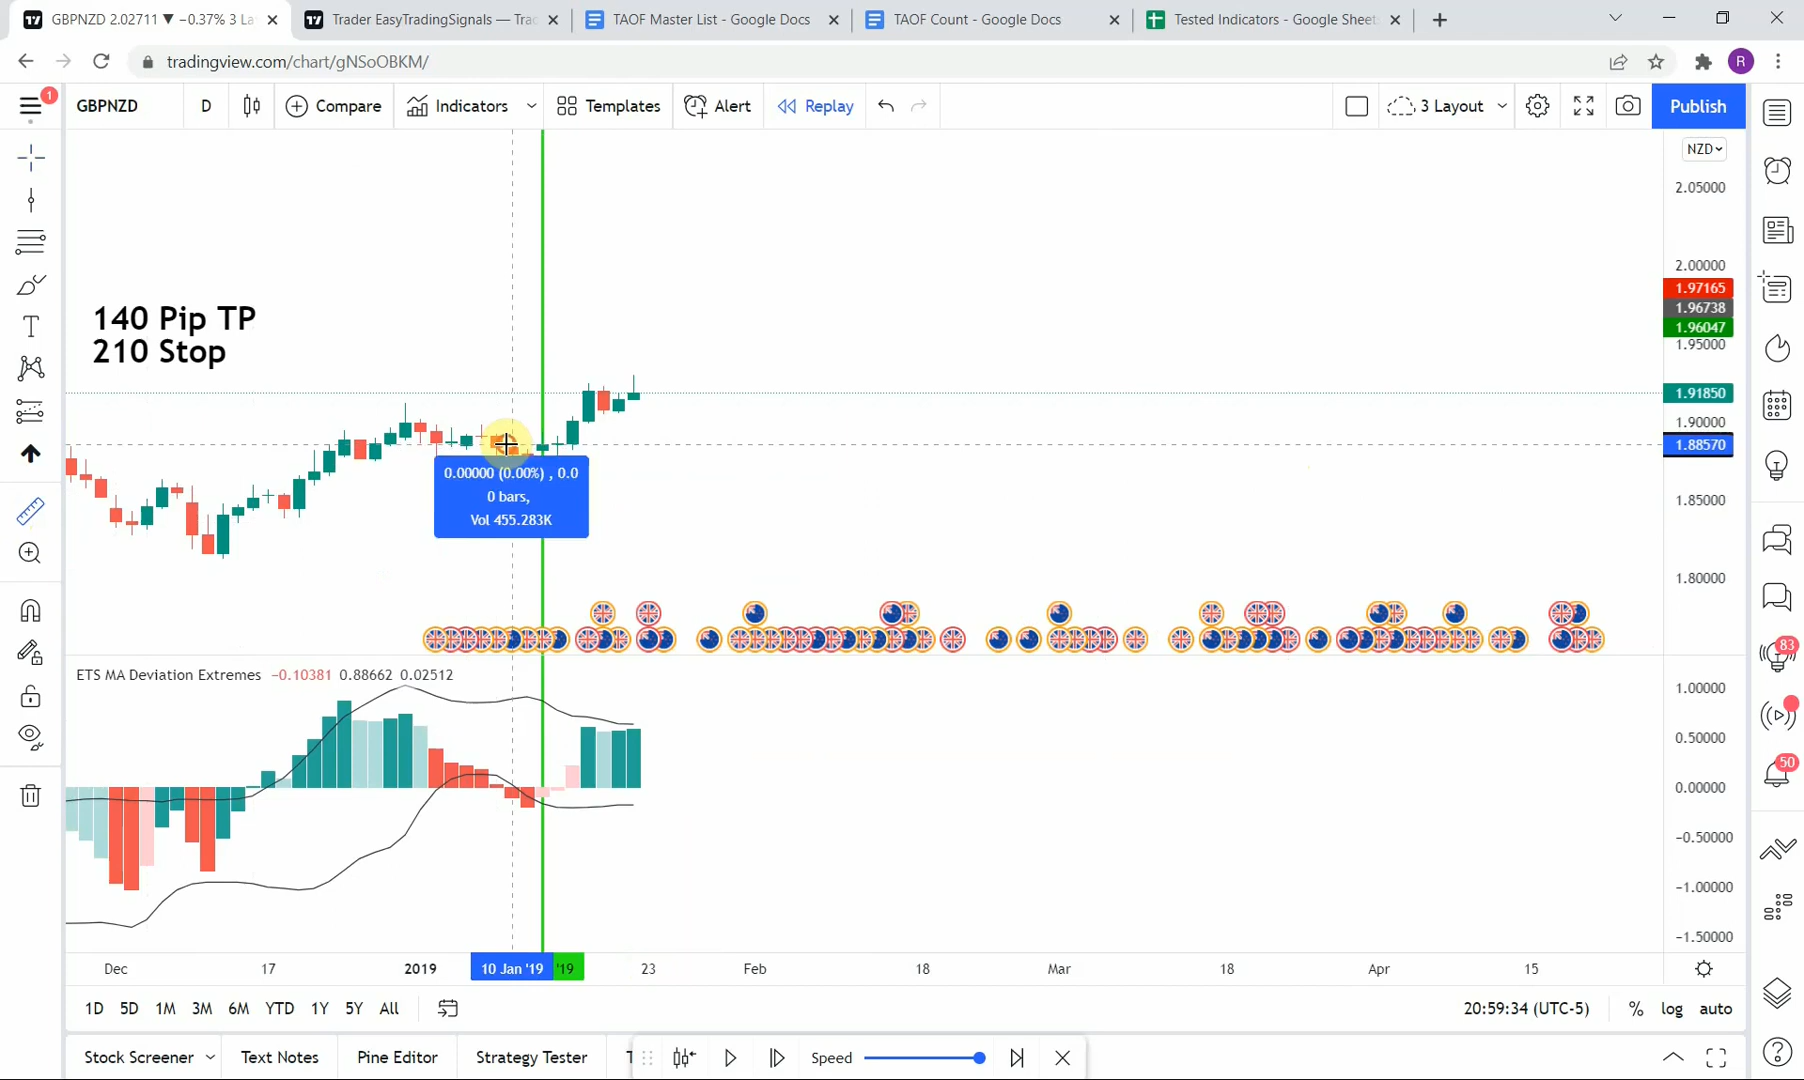 GBPNZD 2.02711 ▼ −0.37% 3 La
Trader EasyTradingSignals — Tra
TAOF Master List - Google Docs
TAOF Count - Google Docs
Tested Indicators - Google Sheet
tradingview.com/chart/gNSoOBKM/
R
1
GBPNZD
D
Compare
Indicators
Templates
Alert
Replay
3 Layout
Publish
NZD
2.05000
2.00000
1.97165
1.96738
1.96047
1.95000
140 Pip TP
210 Stop
1.91850
1.90000
1.88570
0.00000 (0.00%) , 0.0
0 bars,
Vol 455.283K
1.85000
1.80000
83
50
ETS MA Deviation Extremes −0.10381 0.88662 0.02512
1.00000
0.50000
0.00000
−0.50000
−1.00000
−1.50000
Dec 17 2019 10 Jan '19 '19 23 Feb 18 Mar 18 Apr 15
1D 5D 1M 3M 6M YTD 1Y 5Y All
20:59:34 (UTC-5) % log auto
Stock Screener Text Notes Pine Editor Strategy Tester T
Speed